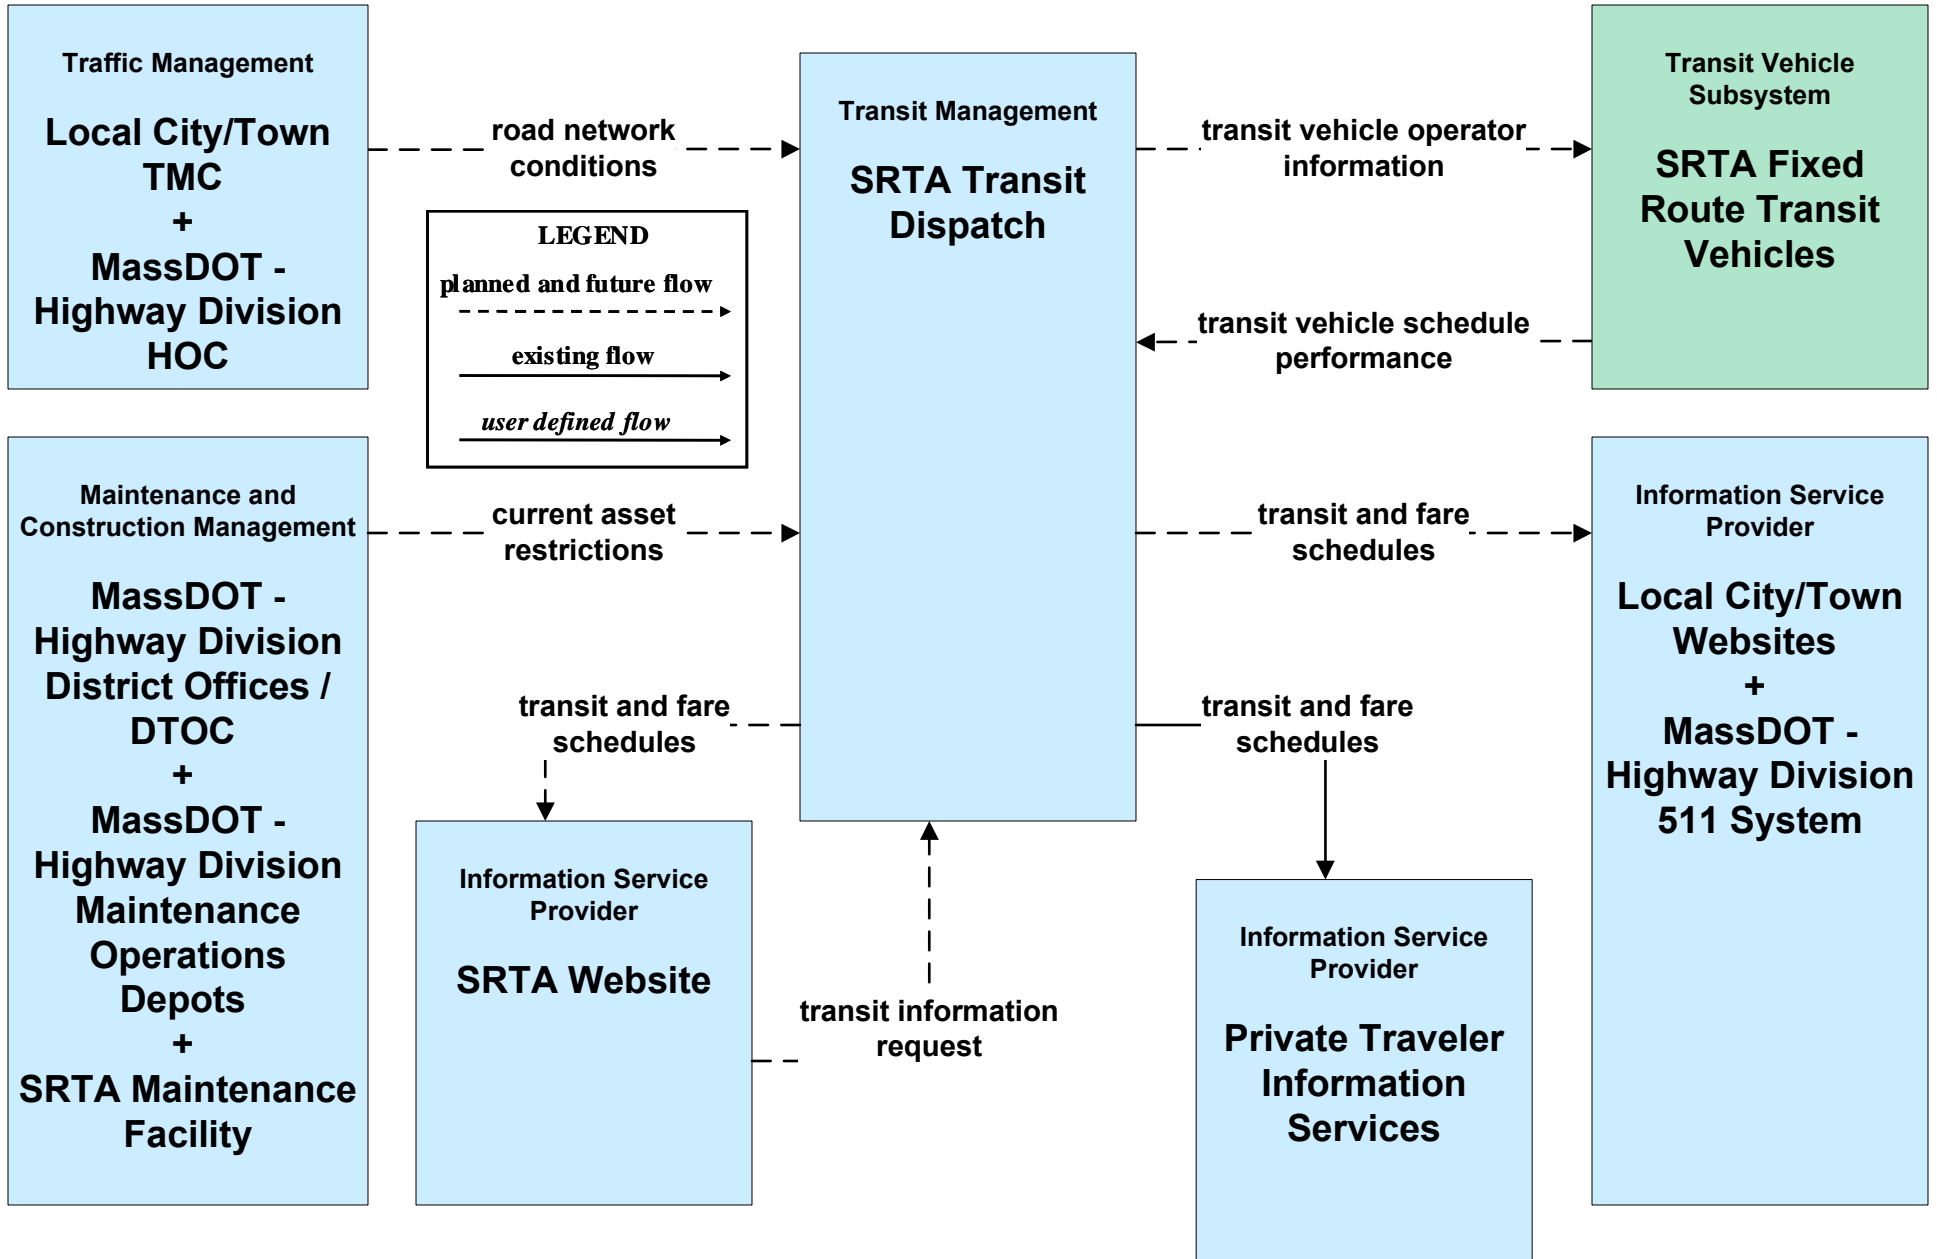 Traffic Management
Local City/Town
TMC
+
MassDOT -
Highway Division
HOC
road network
conditions
LEGEND
planned and future flow
existing flow
user defined flow
Transit Management
SRTA Transit
Dispatch
transit vehicle operator
information
transit vehicle schedule
performance
Transit Vehicle
Subsystem
SRTA Fixed
Route Transit
Vehicles
Maintenance and
Construction Management
MassDOT -
Highway Division
District Offices /
DTOC
+
MassDOT -
Highway Division
Maintenance
Operations
Depots
+
SRTA Maintenance
Facility
current asset
restrictions
transit and fare
schedules
Information Service
Provider
Local City/Town
Websites
+
MassDOT -
Highway Division
511 System
transit and fare
schedules
transit and fare
schedules
Information Service
Provider
SRTA Website
transit information
request
Information Service
Provider
Private Traveler
Information
Services